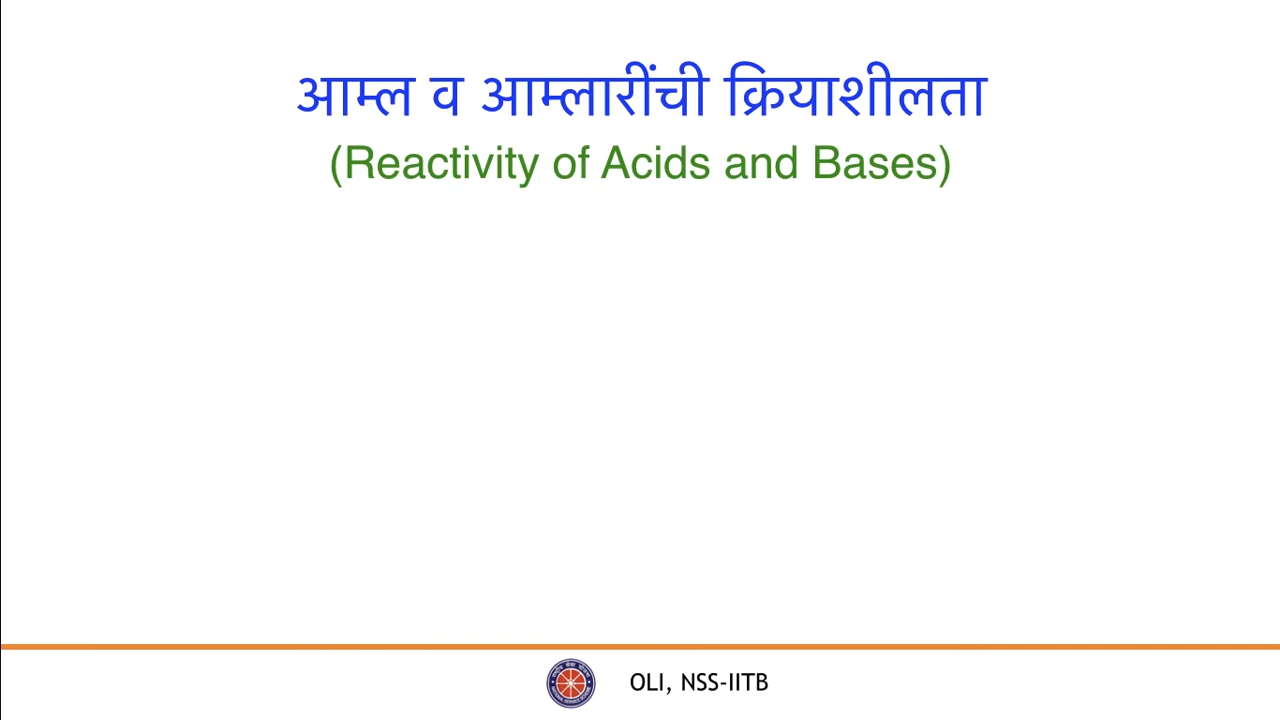 आम्ल व आम्लारींची क्रियाशीलता
(Reactivity of Acids and Bases)
OLI, NSS-IITB